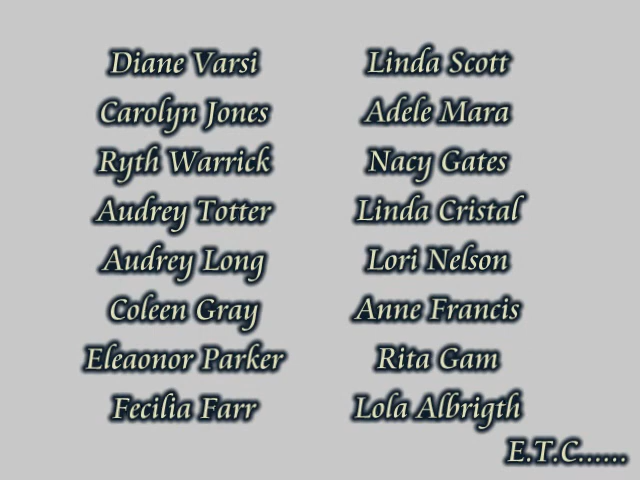 Diane Varsi
Carolyn Jones
Ryth Warrick
Audrey Totter
Audrey Long
Coleen Gray
Eleaonor Parker
Fecilia Farr
Linda Scott
Adele Mara
Nacy Gates
Linda Cristal
Lori Nelson
Anne Francis
Rita Gam
Lola Albrigth
E.T.C......